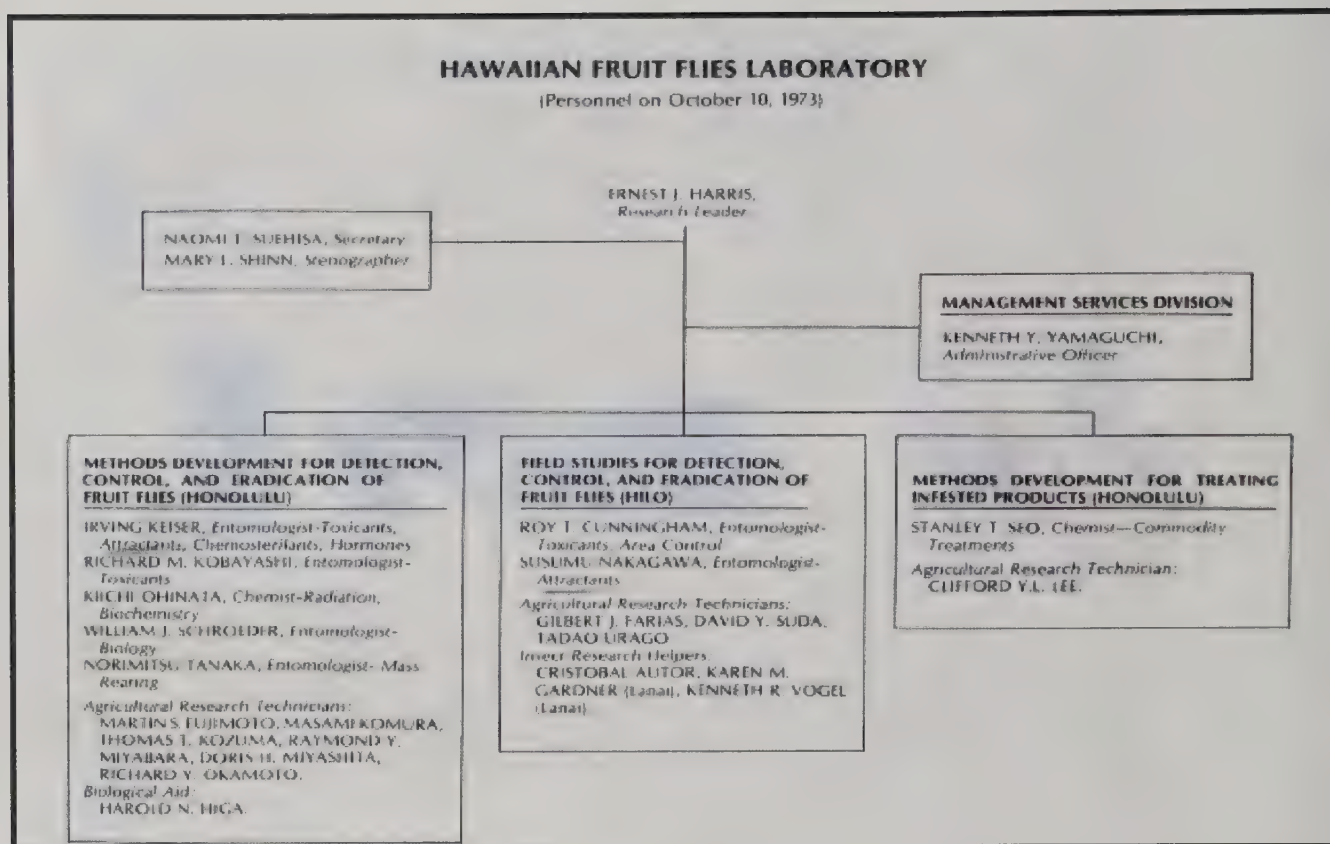 HAWAIIAN FRUIT FLIES LABORATORY
(Personnel on October 10, 1973)
ERNEST J. HARRIS,
Research Leader
NAOMI T. SUEHISA, Secretary
MARY L. SHINN, Stenographer
MANAGEMENT SERVICES DIVISION
KENNETH Y. YAMAGUCHI,
Administrative Officer
METHODS DEVELOPMENT FOR DETECTION,
CONTROL, AND ERADICATION OF
FRUIT FLIES (HONOLULU)
IRVING KEISER, Entomologist-Toxicants,
Attractants, Chemosterilants, Hormones
RICHARD M. KOBAYASHI, Entomologist-
Toxicants
KIICHI OHINATA, Chemist-Radiation,
Biochemistry
WILLIAM J. SCHROEDER, Entomologist-
Biology
NORIMITSU TANAKA, Entomologist- Mass
Rearing
Agricultural Research Technicians:
MARTIN S. FUJIMOTO, MASAMI KOMURA,
THOMAS T. KOZUMA, RAYMOND Y.
MIYABARA, DORIS H. MIYASHITA,
RICHARD Y. OKAMOTO.
Biological Aid:
HAROLD N. HIGA.
FIELD STUDIES FOR DETECTION,
CONTROL, AND ERADICATION OF
FRUIT FLIES (HILO)
ROY T. CUNNINGHAM, Entomologist-
Toxicants, Area Control
SUSUMU NAKAGAWA, Entomologist-
Attractants
Agricultural Research Technicians:
GILBERT J. FARIAS, DAVID Y. SUDA,
TADAO URAGO
Insect Research Helpers:
CRISTOBAL AUTOR, KAREN M.
GARDNER (Lanai), KENNETH R. VOGEL
(Lanai)
METHODS DEVELOPMENT FOR TREATING
INFESTED PRODUCTS (HONOLULU)
STANLEY T. SEO, Chemist—Commodity
Treatments
Agricultural Research Technician:
CLIFFORD Y.L. LEE.